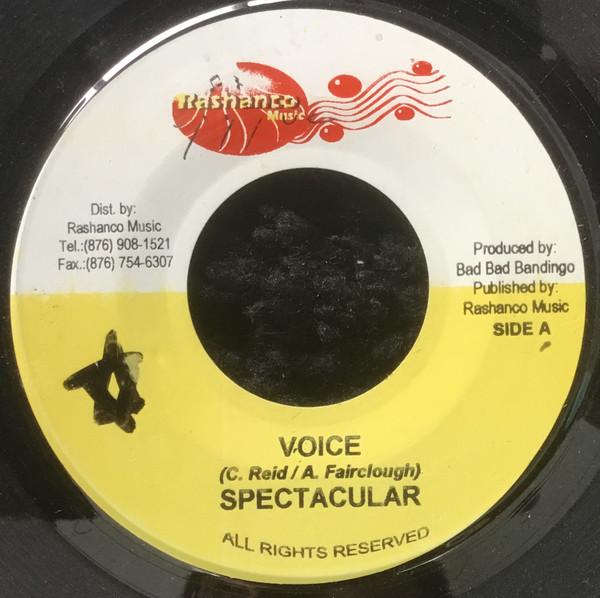 Rashanco
Music
Dist. by:
Rashanco Music
Tel.:(876) 908-1521
Fax.:(876) 754-6307
Produced by:
Bad Bad Bandingo
Published by:
Rashanco Music
SIDE A
VOICE
(C. Reid / A. Fairclough)
SPECTACULAR
ALL RIGHTS RESERVED